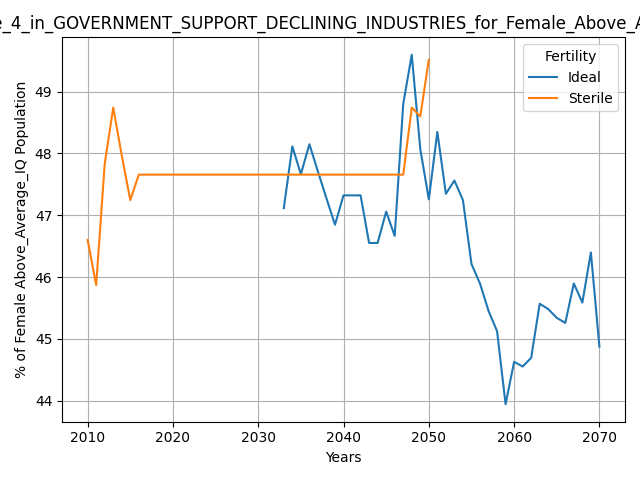 e_4_in_GOVERNMENT_SUPPORT_DECLINING_INDUSTRIES_for_Female_Above_A
Fertility
Ideal
Sterile
% of Female Above_Average_IQ Population
49
48
47
46
45
44
2010
2020
2030
2040
2050
2060
2070
Years